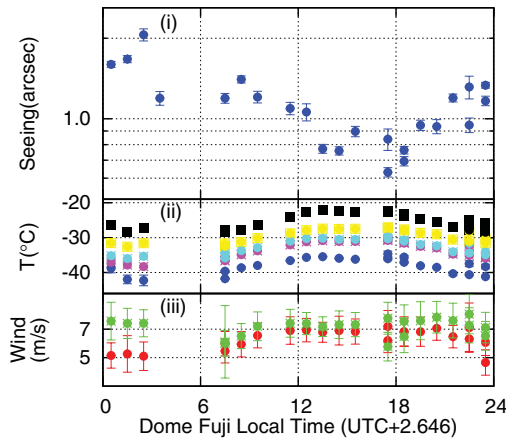 (i)
Seeing(arcsec)
1.0
(ii)
T(°C)
-20
-30
-40
(iii)
Wind
(m/s)
7
5
0 6 12 18 24
Dome Fuji Local Time (UTC+2.646)